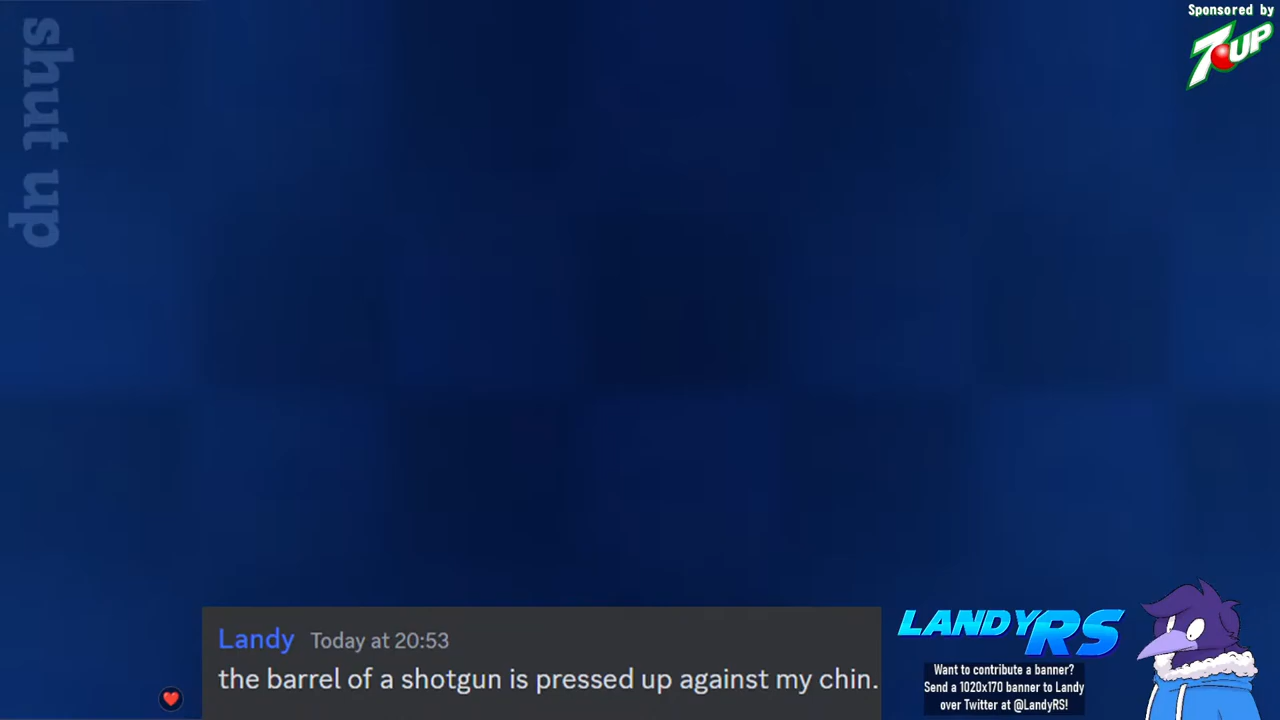 shut up
Sponsored by
7UP
Landy Today at 20:53
the barrel of a shotgun is pressed up against my chin.
LANDYRS
Want to contribute a banner?
Send a 1020x170 banner to Landy
over Twitter at @LandyRS!